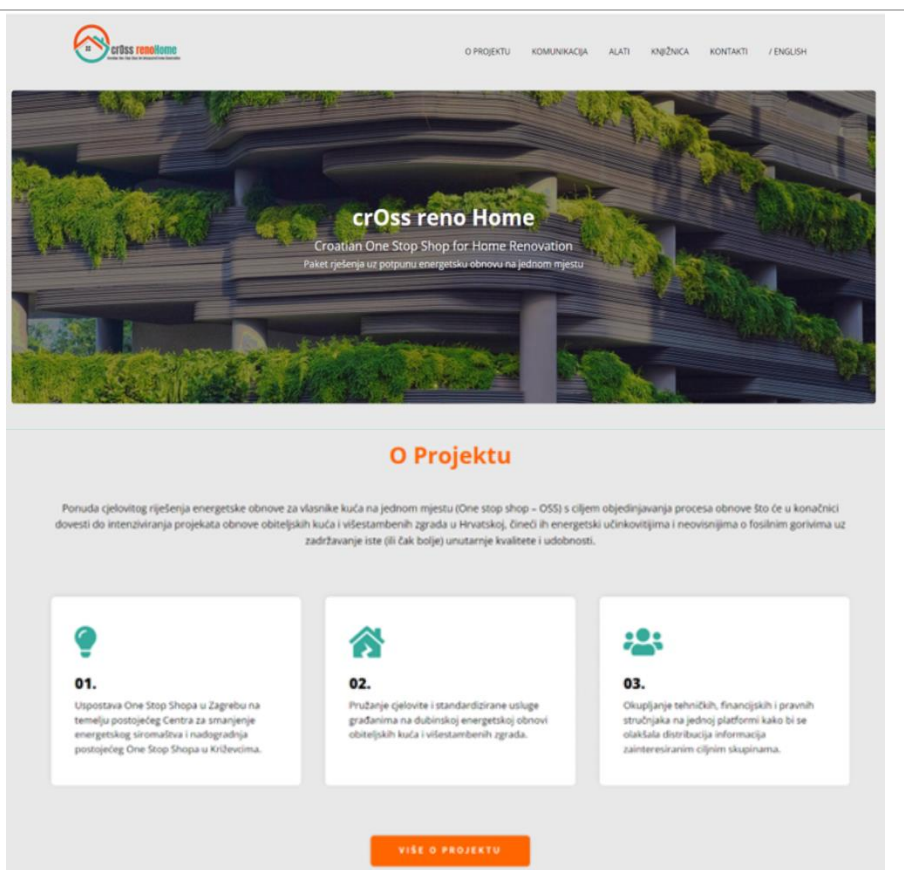 crOss renoHome
O PROJEKTU KOMUNIKACIJA ALATI KNJIŽNICA KONTAKTI / ENGLISH
crOss reno Home
Croatian One Stop Shop for Home Renovation
Paket rješenja uz potpunu energetsku obnovu na jednom mjestu
O Projektu
Ponuda cjelovitog riješenja energetske obnove za vlasnike kuća na jednom mjestu (One stop shop – OSS) s ciljem objedinjavanja procesa obnove što će u konačnici
dovesti do intenziviranja projekata obnove obiteljskih kuća i višestambenih zgrada u Hrvatskoj, čineći ih energetski učinkovitijima i neovisnijima o fosilnim gorivima uz
zadržavanje iste (ili čak bolje) unutarnje kvalitete i udobnosti.
01.
Uspostava One Stop Shopa u Zagrebu na
temelju postojećeg Centra za smanjenje
energetskog siromaštva i nadogradnja
postojećeg One Stop Shopa u Križevcima.
02.
Pružanje cjelovite i standardizirane usluge
građanima na dubinskoj energetskoj obnovi
obiteljskih kuća i višestambenih zgrada.
03.
Okupljanje tehničkih, financijskih i pravnih
stručnjaka na jednoj platformi kako bi se
olakšala distribucija informacija
zainteresiranim ciljnim skupinama.
VIŠE O PROJEKTU